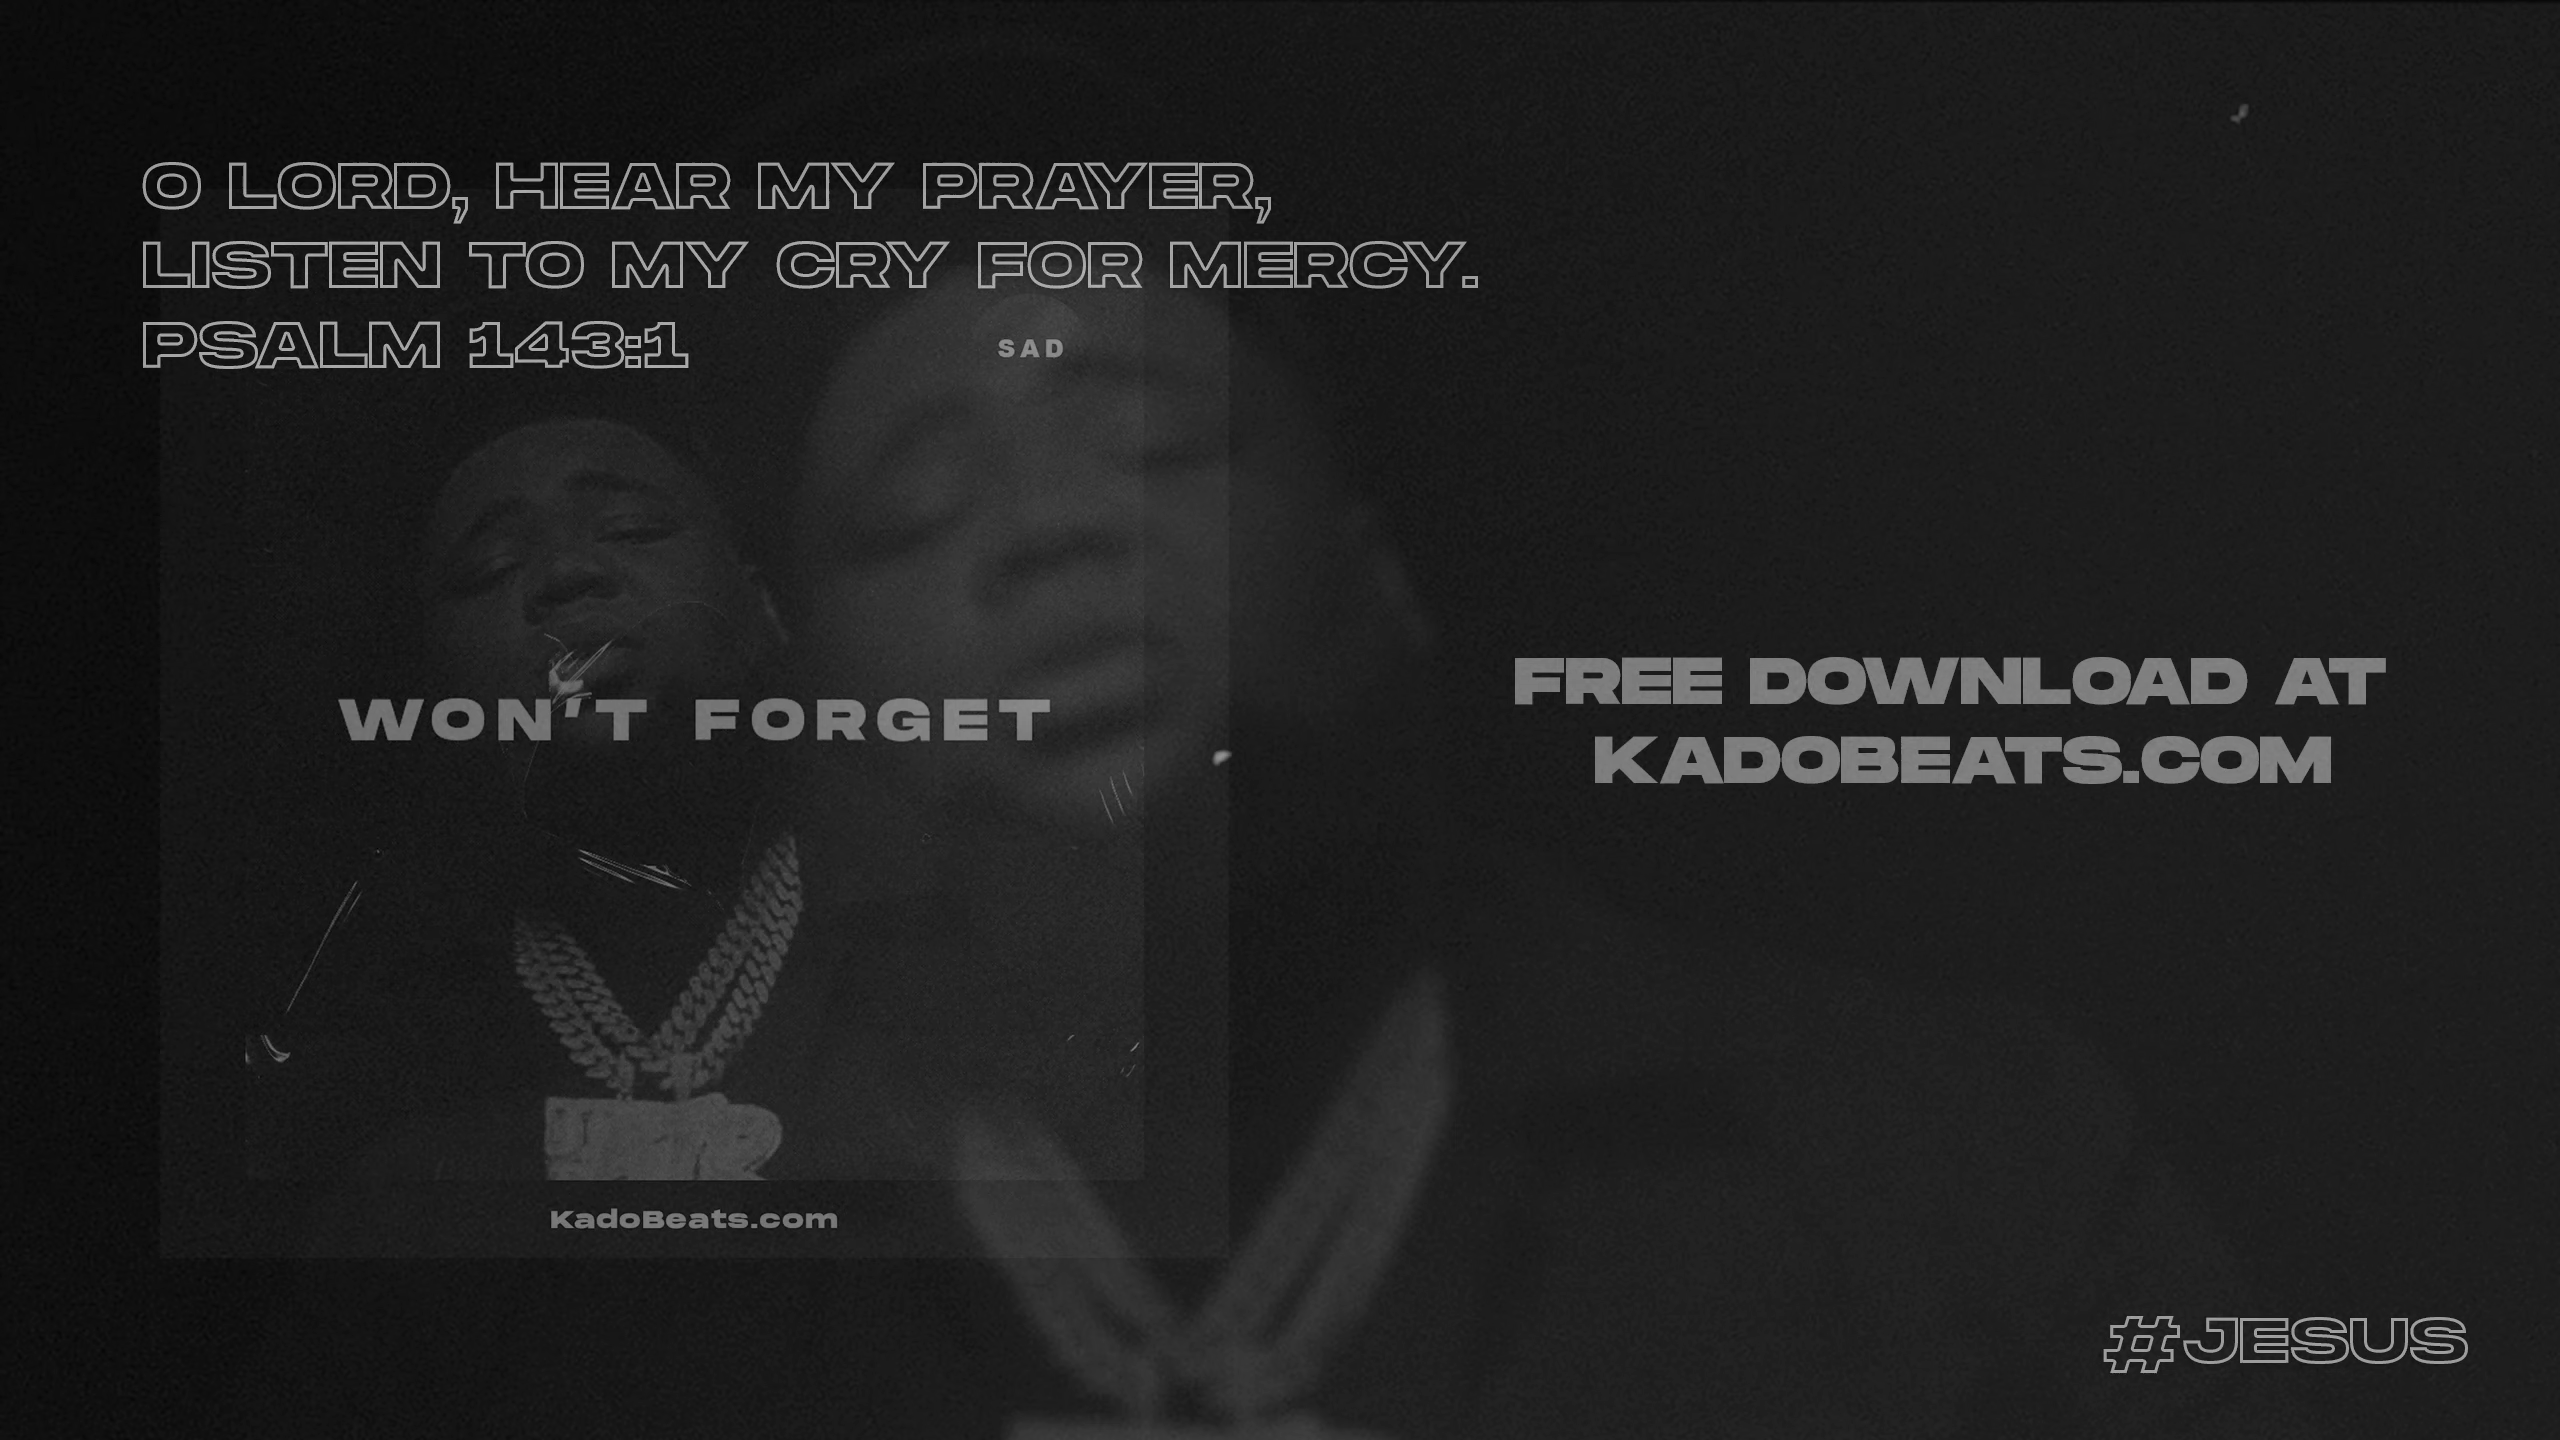 O LORD, HEAR MY PRAYER,
LISTEN TO MY CRY FOR MERCY.
PSALM 143:1
SAD
WON'T FORGET
FREE DOWNLOAD AT
KADOBEATS.COM
KadoBeats.com
#JESUS